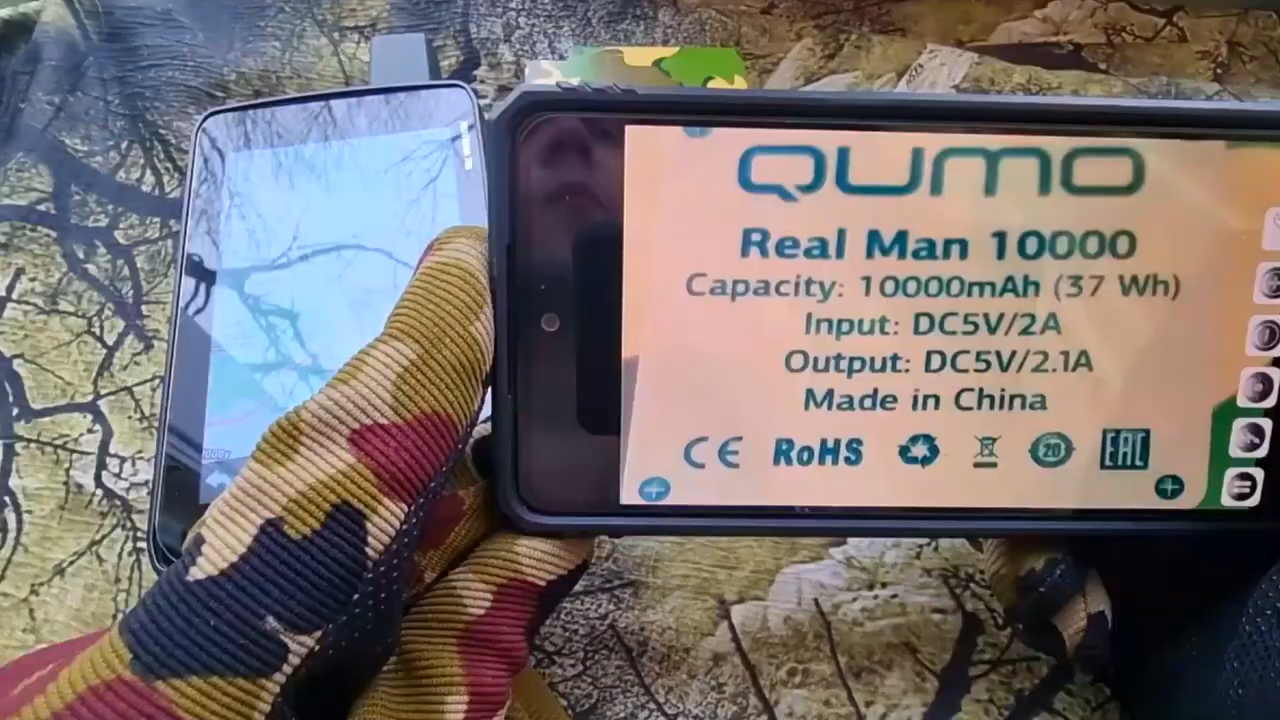 QUMO
Real Man 10000
Capacity: 10000mAh (37 Wh)
Input: DC5V/2A
Output: DC5V/2.1A
Made in China
CE RoHS 20 EAC